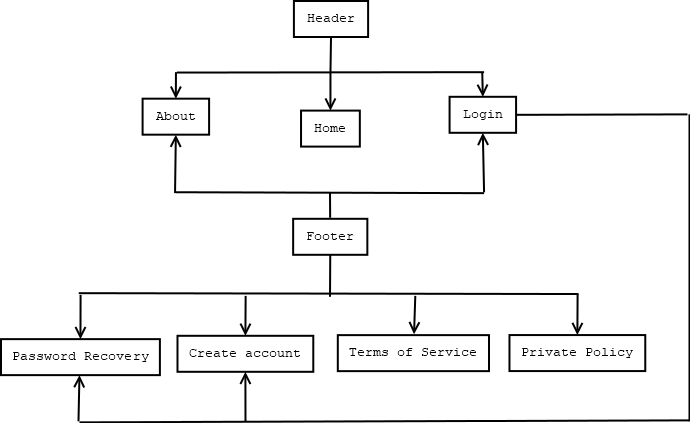 Header
About
Home
Login
Footer
Password Recovery
Create account
Terms of Service
Private Policy